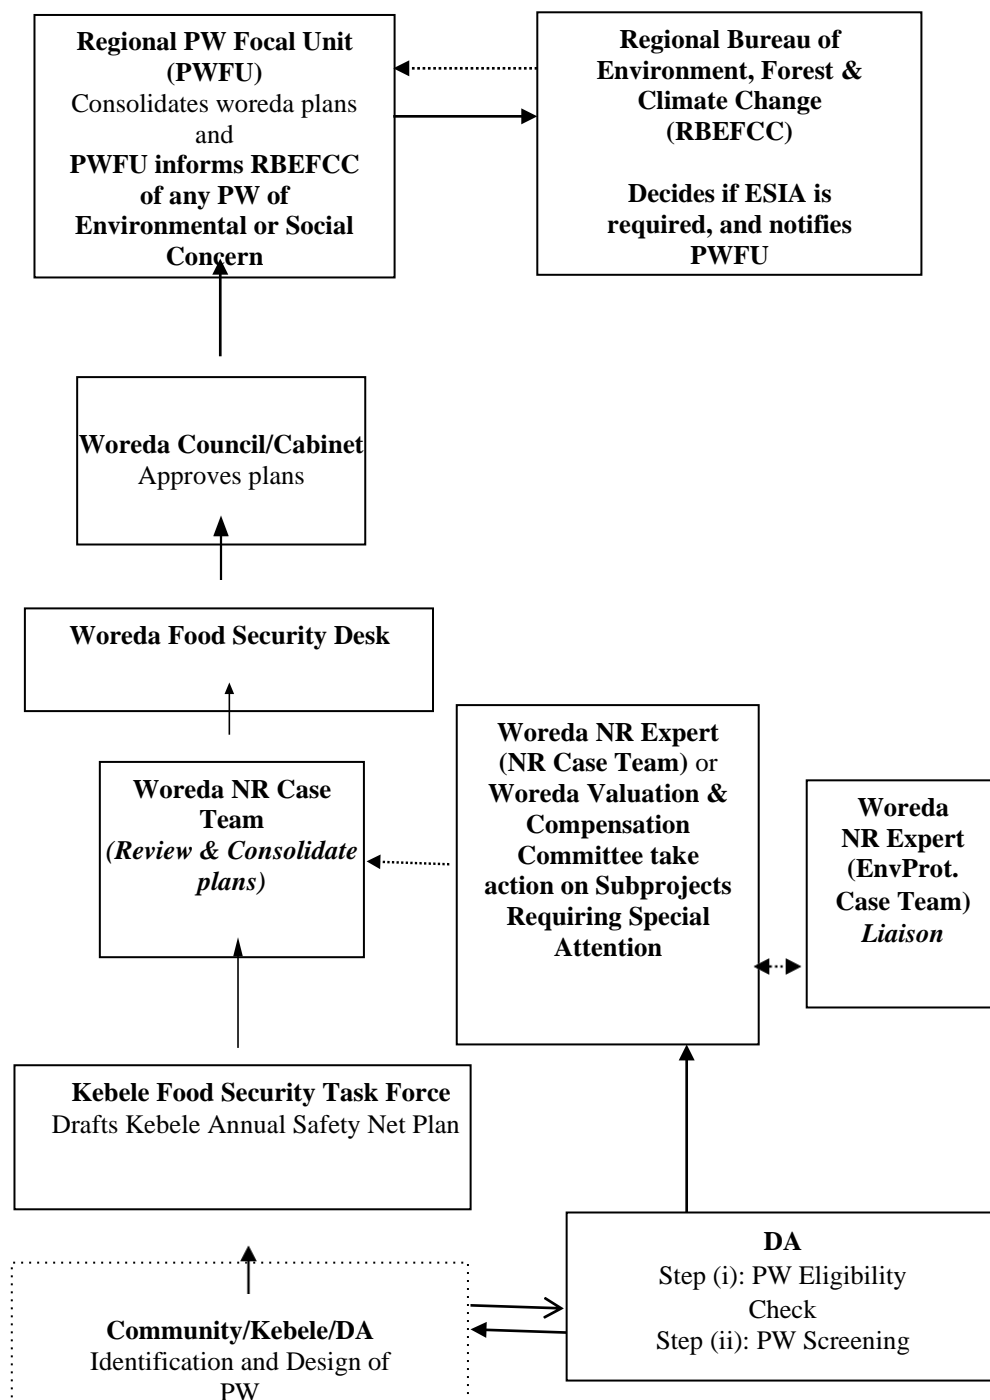 Regional PW Focal Unit
(PWFU)
Consolidates woreda plans
and
PWFU informs RBEFCC
of any PW of
Environmental or Social
Concern
Regional Bureau of
Environment, Forest &
Climate Change
(RBEFCC)
Decides if ESIA is
required, and notifies
PWFU
Woreda Council/Cabinet
Approves plans
Woreda Food Security Desk
Woreda NR Case
Team
(Review & Consolidate
plans)
Woreda NR Expert
(NR Case Team) or
Woreda Valuation &
Compensation
Committee take
action on Subprojects
Requiring Special
Attention
Woreda
NR Expert
(EnvProt.
Case Team)
Liaison
Kebele Food Security Task Force
Drafts Kebele Annual Safety Net Plan
DA
Step (i): PW Eligibility
Check
Step (ii): PW Screening
Community/Kebele/DA
Identification and Design of
PW